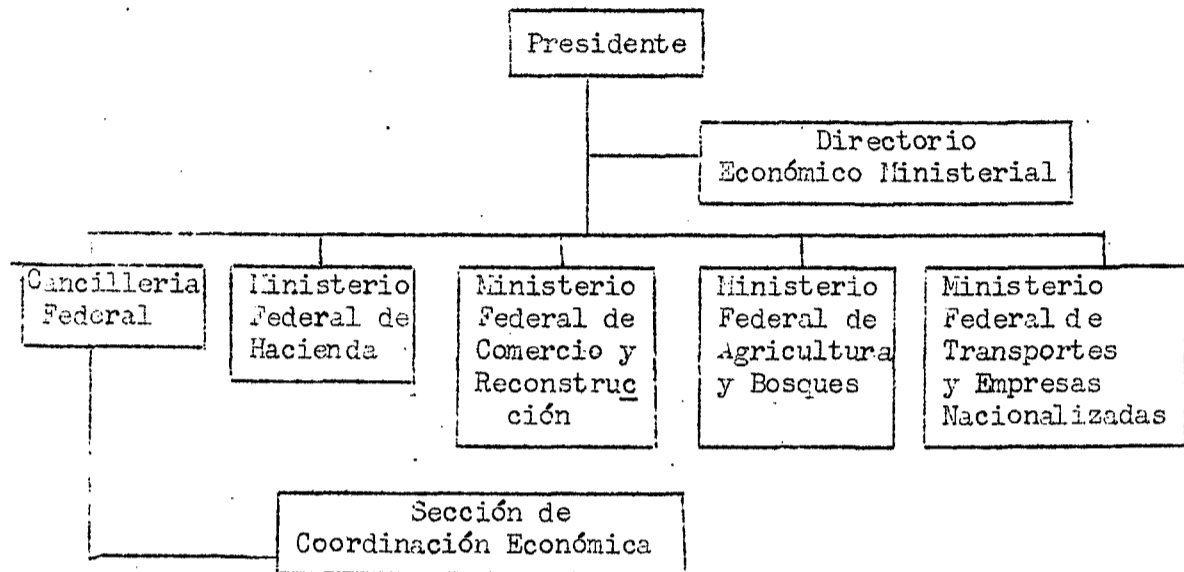 Presidente
Directorio
Económico Ministerial
Cancilleria
Federal
Ministerio
Federal de
Hacienda
Ministerio
Federal de
Comercio y
Reconstruc
ción
Ministerio
Federal de
Agricultura
y Bosques
Ministerio
Federal de
Transportes
y Empresas
Nacionalizadas
Sección de
Coordinación Económica